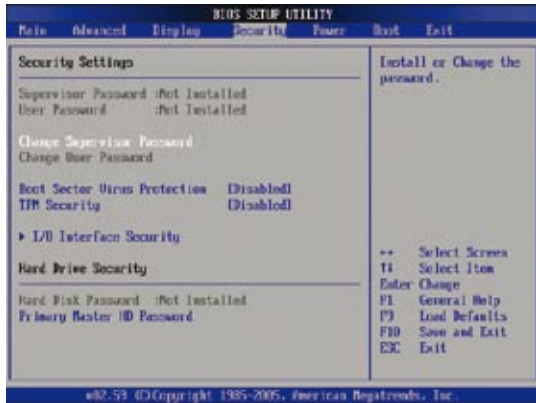 BIOS SETUP UTILITY
Main Advanced Display Security Power Boot Exit
Security Settings
Supervisor Password :Not Installed
User Password :Not Installed
Change Supervisor Password
Change User Password
Boot Sector Virus Protection [Disabled]
TPM Security [Disabled]
▸ I/O Interface Security
Hard Drive Security
Hard Disk Password :Not Installed
Primary Master HD Password
Install or Change the
password.
↔ Select Screen
↑↓ Select Item
Enter Change
F1 General Help
F9 Load Defaults
F10 Save and Exit
ESC Exit
v02.59 (C)Copyright 1985-2005, American Megatrends, Inc.